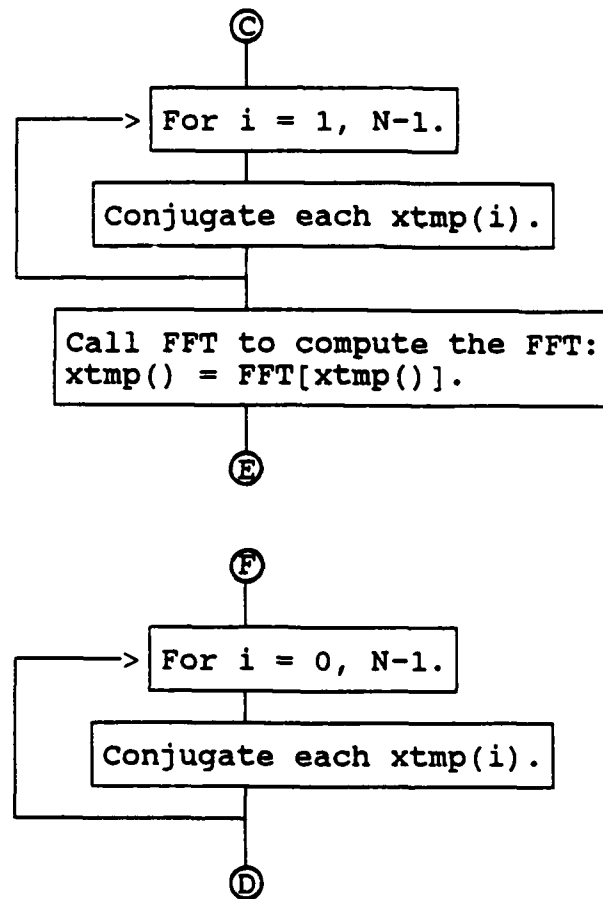 C
For i = 1, N-1.
Conjugate each xtmp(i).
Call FFT to compute the FFT:
xtmp() = FFT[xtmp()].
E
F
For i = 0, N-1.
Conjugate each xtmp(i).
D